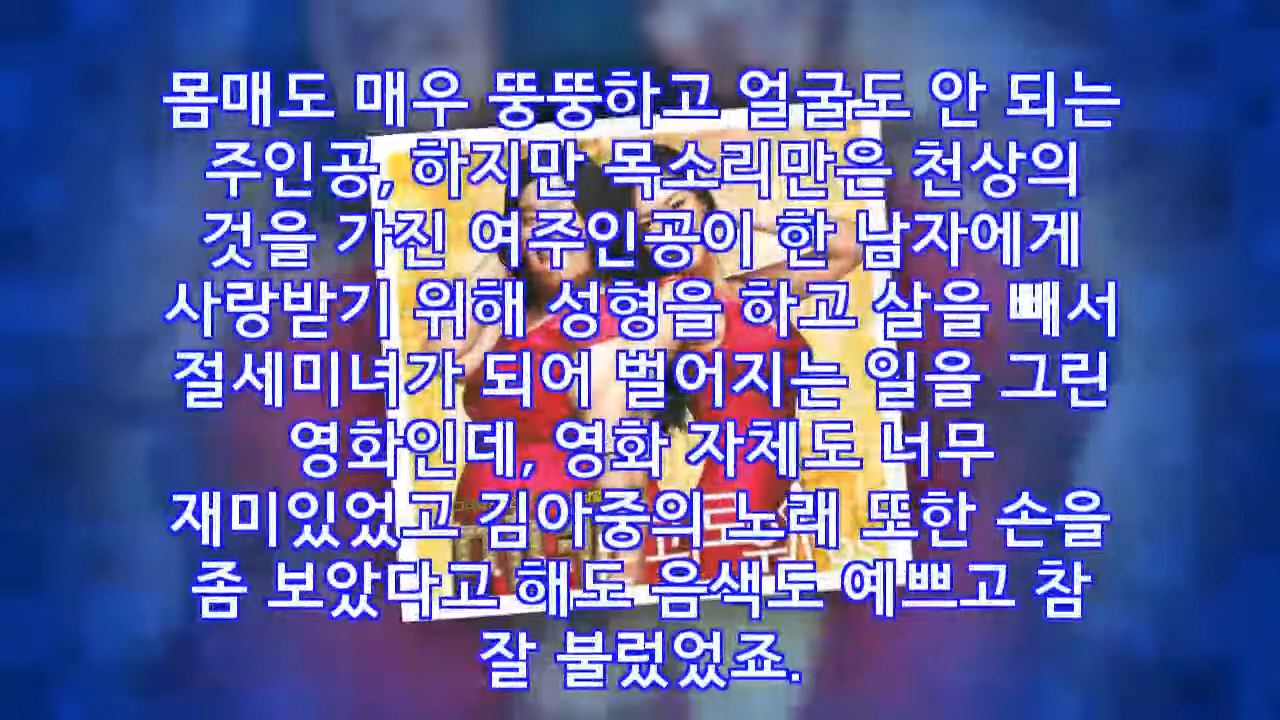 몸매도 매우 뚱뚱하고 얼굴도 안 되는
주인공, 하지만 목소리만은 천상의
것을 가진 여주인공이 한 남자에게
사랑받기 위해 성형을 하고 살을 빼서
절세미녀가 되어 벌어지는 일을 그린
영화인데, 영화 자체도 너무
재미있었고 김아중의 노래 또한 손을
좀 보았다고 해도 음색도 예쁘고 참
잘 불렀었죠.